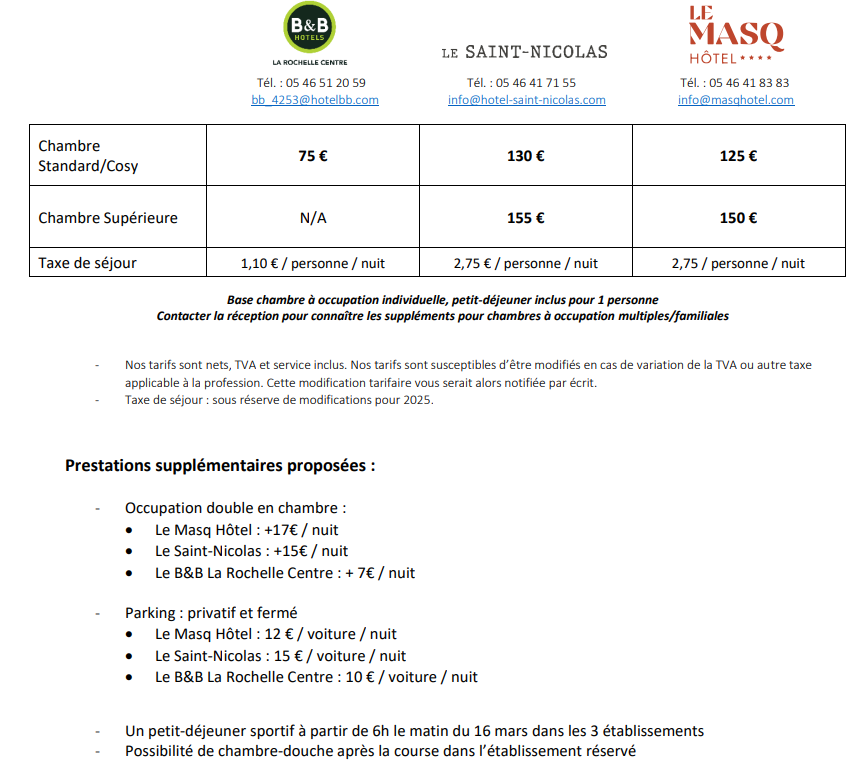 B&B
HOTELS
LA ROCHELLE CENTRE
Tél. : 05 46 51 20 59
bb_4253@hotelbb.com
LE SAINT-NICOLAS
Tél. : 05 46 41 71 55
info@hotel-saint-nicolas.com
LE
MASQ
HÔTEL ★★★★
Tél. : 05 46 41 83 83
info@masqhotel.com
Chambre
Standard/Cosy
75 €
130 €
125 €
Chambre Supérieure
N/A
155 €
150 €
Taxe de séjour
1,10 € / personne / nuit
2,75 € / personne / nuit
2,75 / personne / nuit
Base chambre à occupation individuelle, petit-déjeuner inclus pour 1 personne
Contacter la réception pour connaître les suppléments pour chambres à occupation multiples/familiales
- Nos tarifs sont nets, TVA et service inclus. Nos tarifs sont susceptibles d'être modifiés en cas de variation de la TVA ou autre taxe
applicable à la profession. Cette modification tarifaire vous serait alors notifiée par écrit.
- Taxe de séjour : sous réserve de modifications pour 2025.
Prestations supplémentaires proposées :
- Occupation double en chambre :
• Le Masq Hôtel : +17€ / nuit
• Le Saint-Nicolas : +15€ / nuit
• Le B&B La Rochelle Centre : + 7€ / nuit
- Parking : privatif et fermé
• Le Masq Hôtel : 12 € / voiture / nuit
• Le Saint-Nicolas : 15 € / voiture / nuit
• Le B&B La Rochelle Centre : 10 € / voiture / nuit
- Un petit-déjeuner sportif à partir de 6h le matin du 16 mars dans les 3 établissements
- Possibilité de chambre-douche après la course dans l'établissement réservé